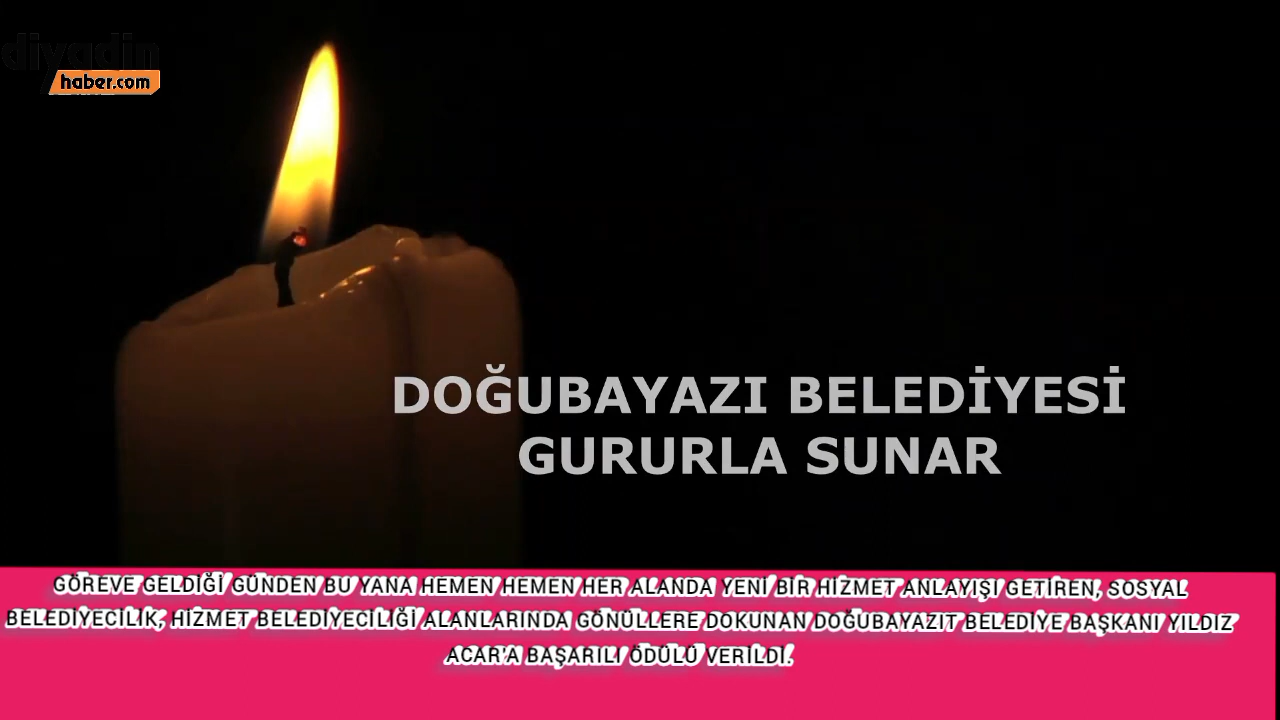 diyadin
haber.com
DOĞUBAYAZI BELEDİYESİ
GURURLA SUNAR
GÖREVE GELDİĞİ GÜNDEN BU YANA HEMEN HEMEN HER ALANDA YENİ BİR HİZMET ANLAYIŞI GETİREN, SOSYAL
BELEDİYECİLİK, HİZMET BELEDİYECİLİĞİ ALANLARINDA GÖNÜLLERE DOKUNAN DOĞUBAYAZIT BELEDİYE BAŞKANI YILDIZ
ACAR'A BAŞARILI ÖDÜLÜ VERİLDİ.